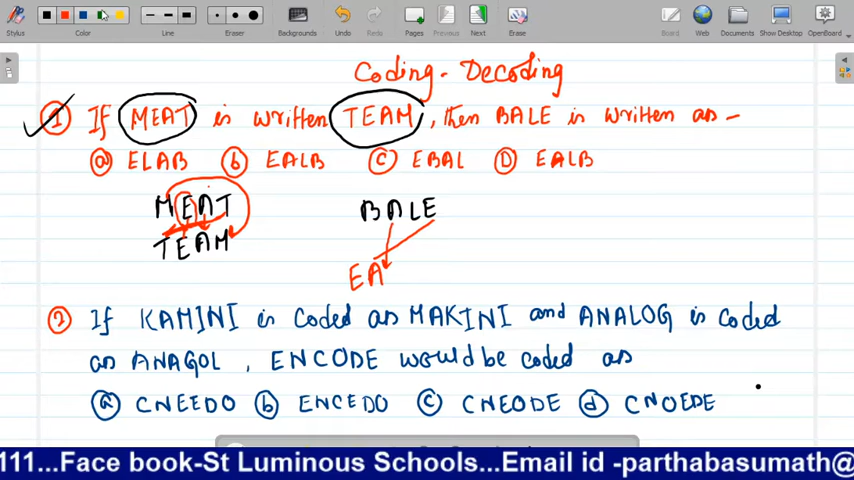 Stylus
Color
Line
Eraser
Backgrounds
Undo
Redo
Pages
Previous
Next
Erase
Board
Web
Documents
Show Desktop
OpenBoard
Coding - Decoding
① If MEAT is written TEAM, then BALE is written as -
ⓐ ELAB ⓑ EALB ⓒ EBAL Ⓓ EALB
MEAT BALE
TEAM
EA
② If KAMINI is coded as MAKINI and ANALOG is coded
as ANAGOL, ENCODE would be coded as
ⓐ CNEEDO ⓑ ENCEDO ⓒ CNEODE ⓓ CNOEDE
111...Face book-St Luminous Schools...Email id -parthabasumath@